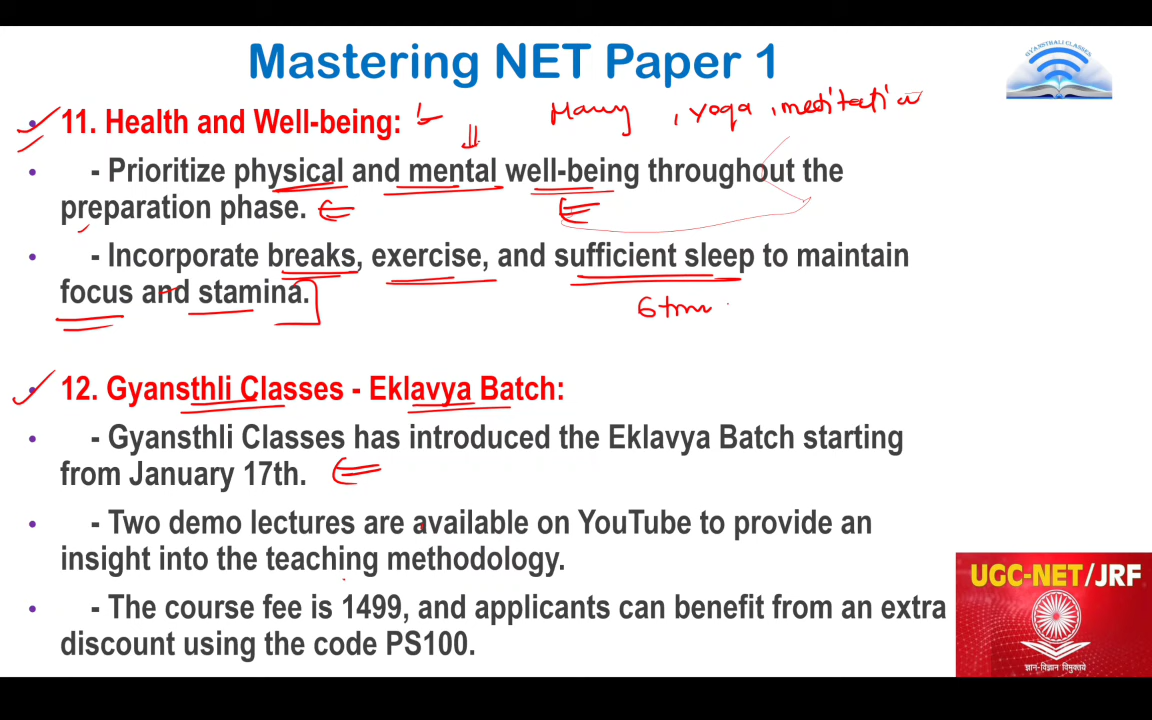 Mastering NET Paper 1
GYANSTHALI CLASSES
, yoga , meditation
• 11. Health and Well-being:
• - Prioritize physical and mental well-being throughout the
preparation phase.
• - Incorporate breaks, exercise, and sufficient sleep to maintain
focus and stamina.
• 12. Gyansthli Classes - Eklavya Batch:
• - Gyansthli Classes has introduced the Eklavya Batch starting
from January 17th.
• - Two demo lectures are available on YouTube to provide an
insight into the teaching methodology.
• - The course fee is 1499, and applicants can benefit from an extra
discount using the code PS100.
UGC-NET/JRF
ज्ञान-विज्ञान विमुक्तये